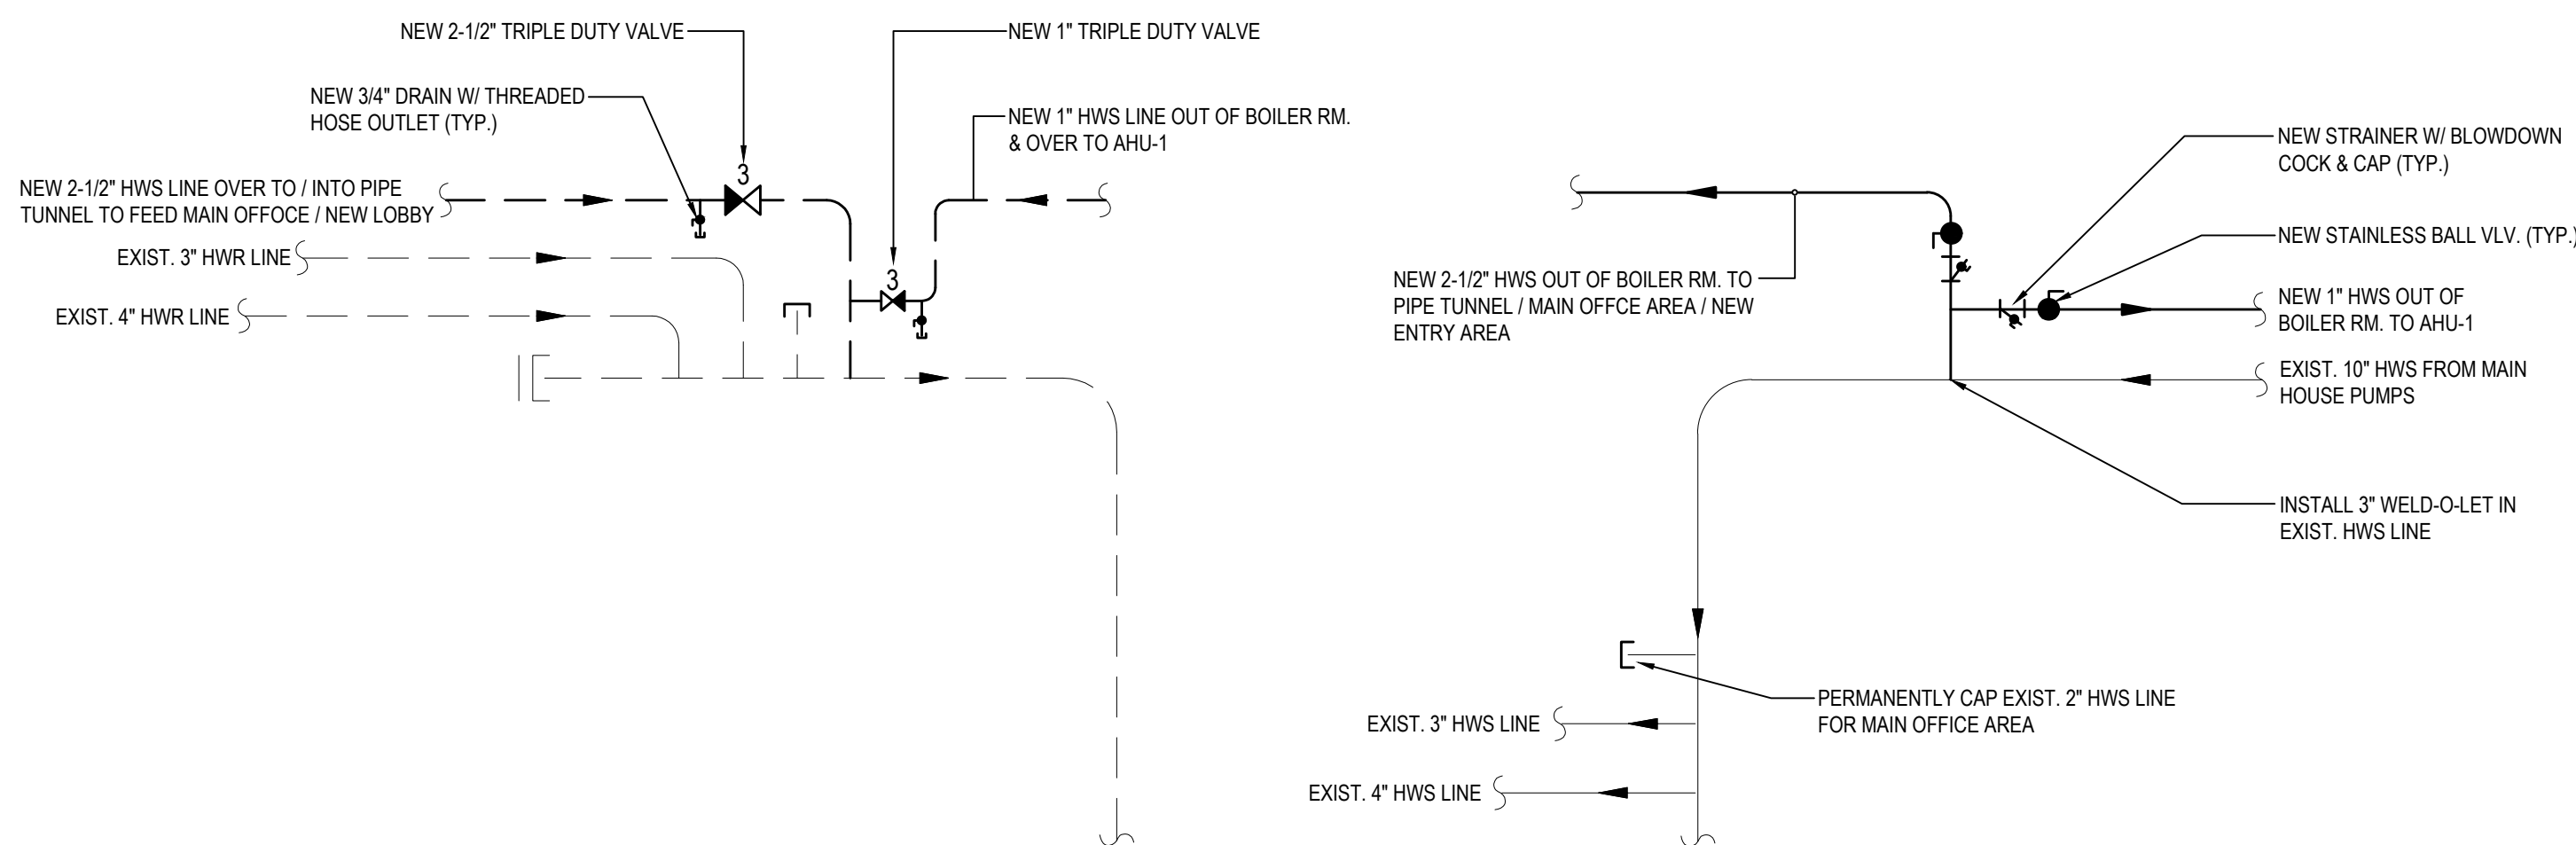 NEW 2-1/2" TRIPLE DUTY VALVE
NEW 1" TRIPLE DUTY VALVE
NEW 3/4" DRAIN W/ THREADED
HOSE OUTLET (TYP.)
NEW 1" HWS LINE OUT OF BOILER RM.
& OVER TO AHU-1
3
NEW 2-1/2" HWS LINE OVER TO / INTO PIPE
TUNNEL TO FEED MAIN OFFOCE / NEW LOBBY
EXIST. 3" HWR LINE
3
EXIST. 4" HWR LINE
NEW STRAINER W/ BLOWDOWN
COCK & CAP (TYP.)
NEW STAINLESS BALL VLV. (TYP.)
NEW 2-1/2" HWS OUT OF BOILER RM. TO
PIPE TUNNEL / MAIN OFFCE AREA / NEW
ENTRY AREA
NEW 1" HWS OUT OF
BOILER RM. TO AHU-1
EXIST. 10" HWS FROM MAIN
HOUSE PUMPS
INSTALL 3" WELD-O-LET IN
EXIST. HWS LINE
PERMANENTLY CAP EXIST. 2" HWS LINE
FOR MAIN OFFICE AREA
EXIST. 3" HWS LINE
EXIST. 4" HWS LINE